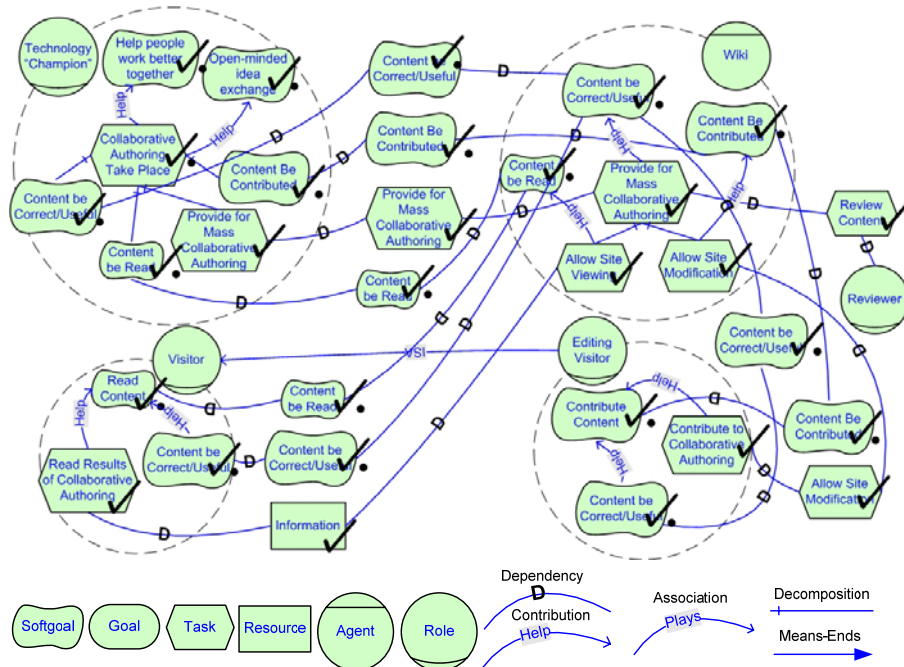 Technology
"Champion"
Help people
work better
together
Open-minded
idea
exchange
Help
Help
Collaborative
Authoring
Take Place
Content be
Correct/Useful
Content Be
Contributed
Provide for
Mass
Collaborative
Authoring
Content
be Read
D
D
D
D
Content be
Correct/Useful
Content Be
Contributed
Provide for
Mass
Collaborative
Authoring
Content
be Read
D
D
D
D
Wiki
Content be
Correct/Useful
Content Be
Contributed
Help
Help
Help
Content
be Read
Provide for
Mass
Collaborative
Authoring
Allow Site
Viewing
Allow Site
Modification
D
D
Review
Content
D
Reviewer
D
D
D
D
D
Content be
Correct/Useful
Visitor
ISA
Editing
Visitor
Read
Content
Help
Help
D
Content
be Read
Content be
Correct/Useful
D
Content be
Correct/Useful
Read Results
of Collaborative
Authoring
D
Information
Contribute
Content
Help
Help
Contribute to
Collaborative
Authoring
Content be
Correct/Useful
D
D
D
Content Be
Contributed
Allow Site
Modification
Softgoal
Goal
Task
Resource
Agent
Role
Dependency
D
Contribution
Help
Association
Plays
Decomposition
Means-Ends